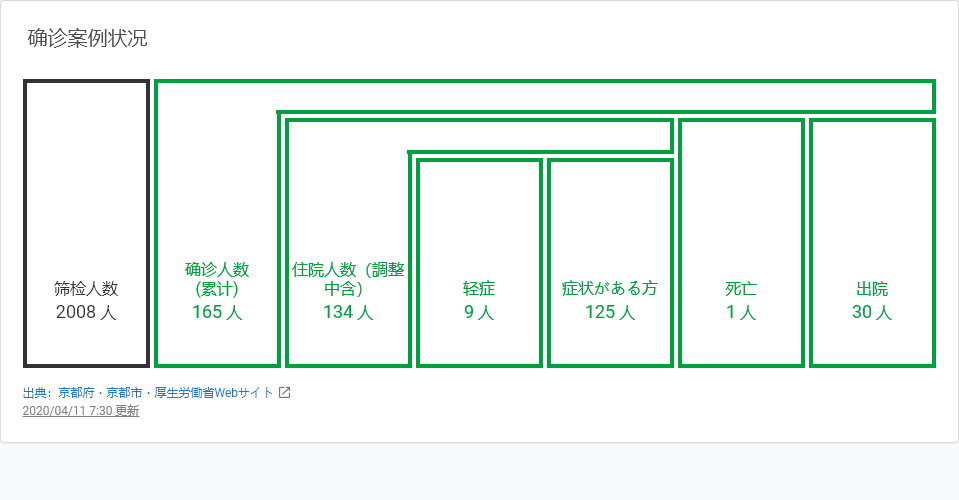 确诊案例状况
筛检人数
2008 人
确诊人数
(累计)
165 人
住院人数（調整
中含）
134 人
轻症
9 人
症状がある方
125 人
死亡
1 人
出院
30 人
出典：京都府・京都市・厚生労働省Webサイト
2020/04/11 7:30 更新